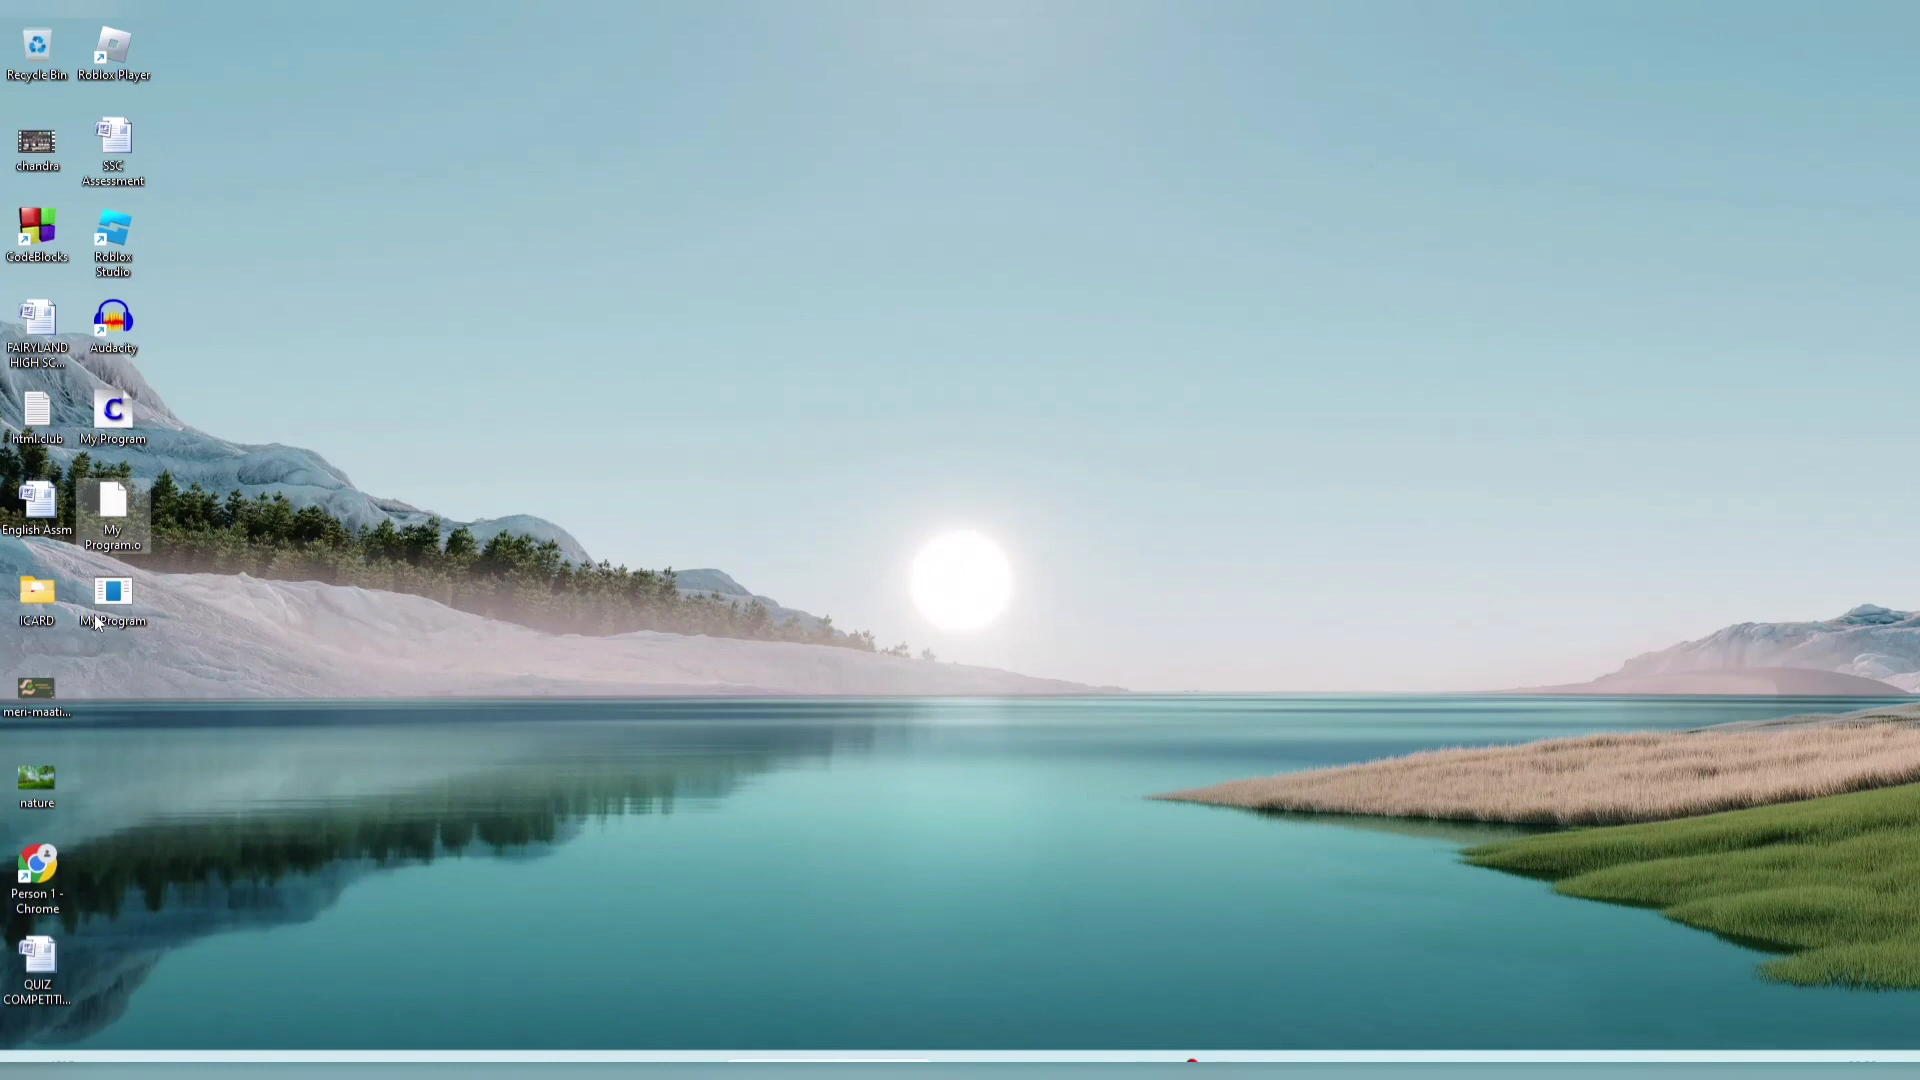 Recycle Bin
Roblox Player
chandra
SSC
Assessment
CodeBlocks
Roblox
Studio
FAIRYLAND
HIGH SC...
Audacity
html.club
C
My Program
English Assm
My
Program.o
ICARD
My Program
meri-maati...
nature
Person 1 -
Chrome
QUIZ
COMPETITI...